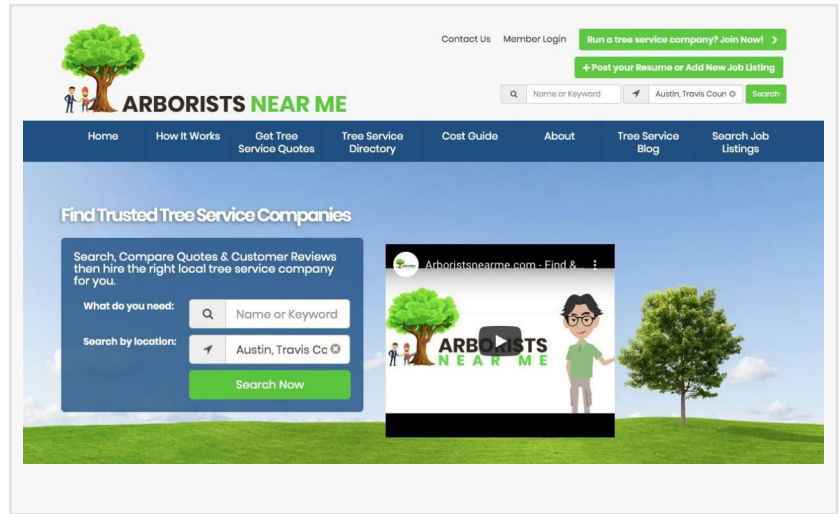 Contact Us Member Login Run a tree service company? Join Now!
+ Post your Resume or Add New Job Listing
ARBORISTS NEAR ME
Name or Keyword Austin, Travis Coun Search
Home How It Works Get Tree Service Quotes Tree Service Directory Cost Guide About Tree Service Blog Search Job Listings
Find Trusted Tree Service Companies
Search, Compare Quotes & Customer Reviews
then hire the right local tree service company
for you.
What do you need: Name or Keyword
Search by location: Austin, Travis Cc
Search Now
Arboristsnearme.com - Find &...
ARBORISTS
NEAR ME